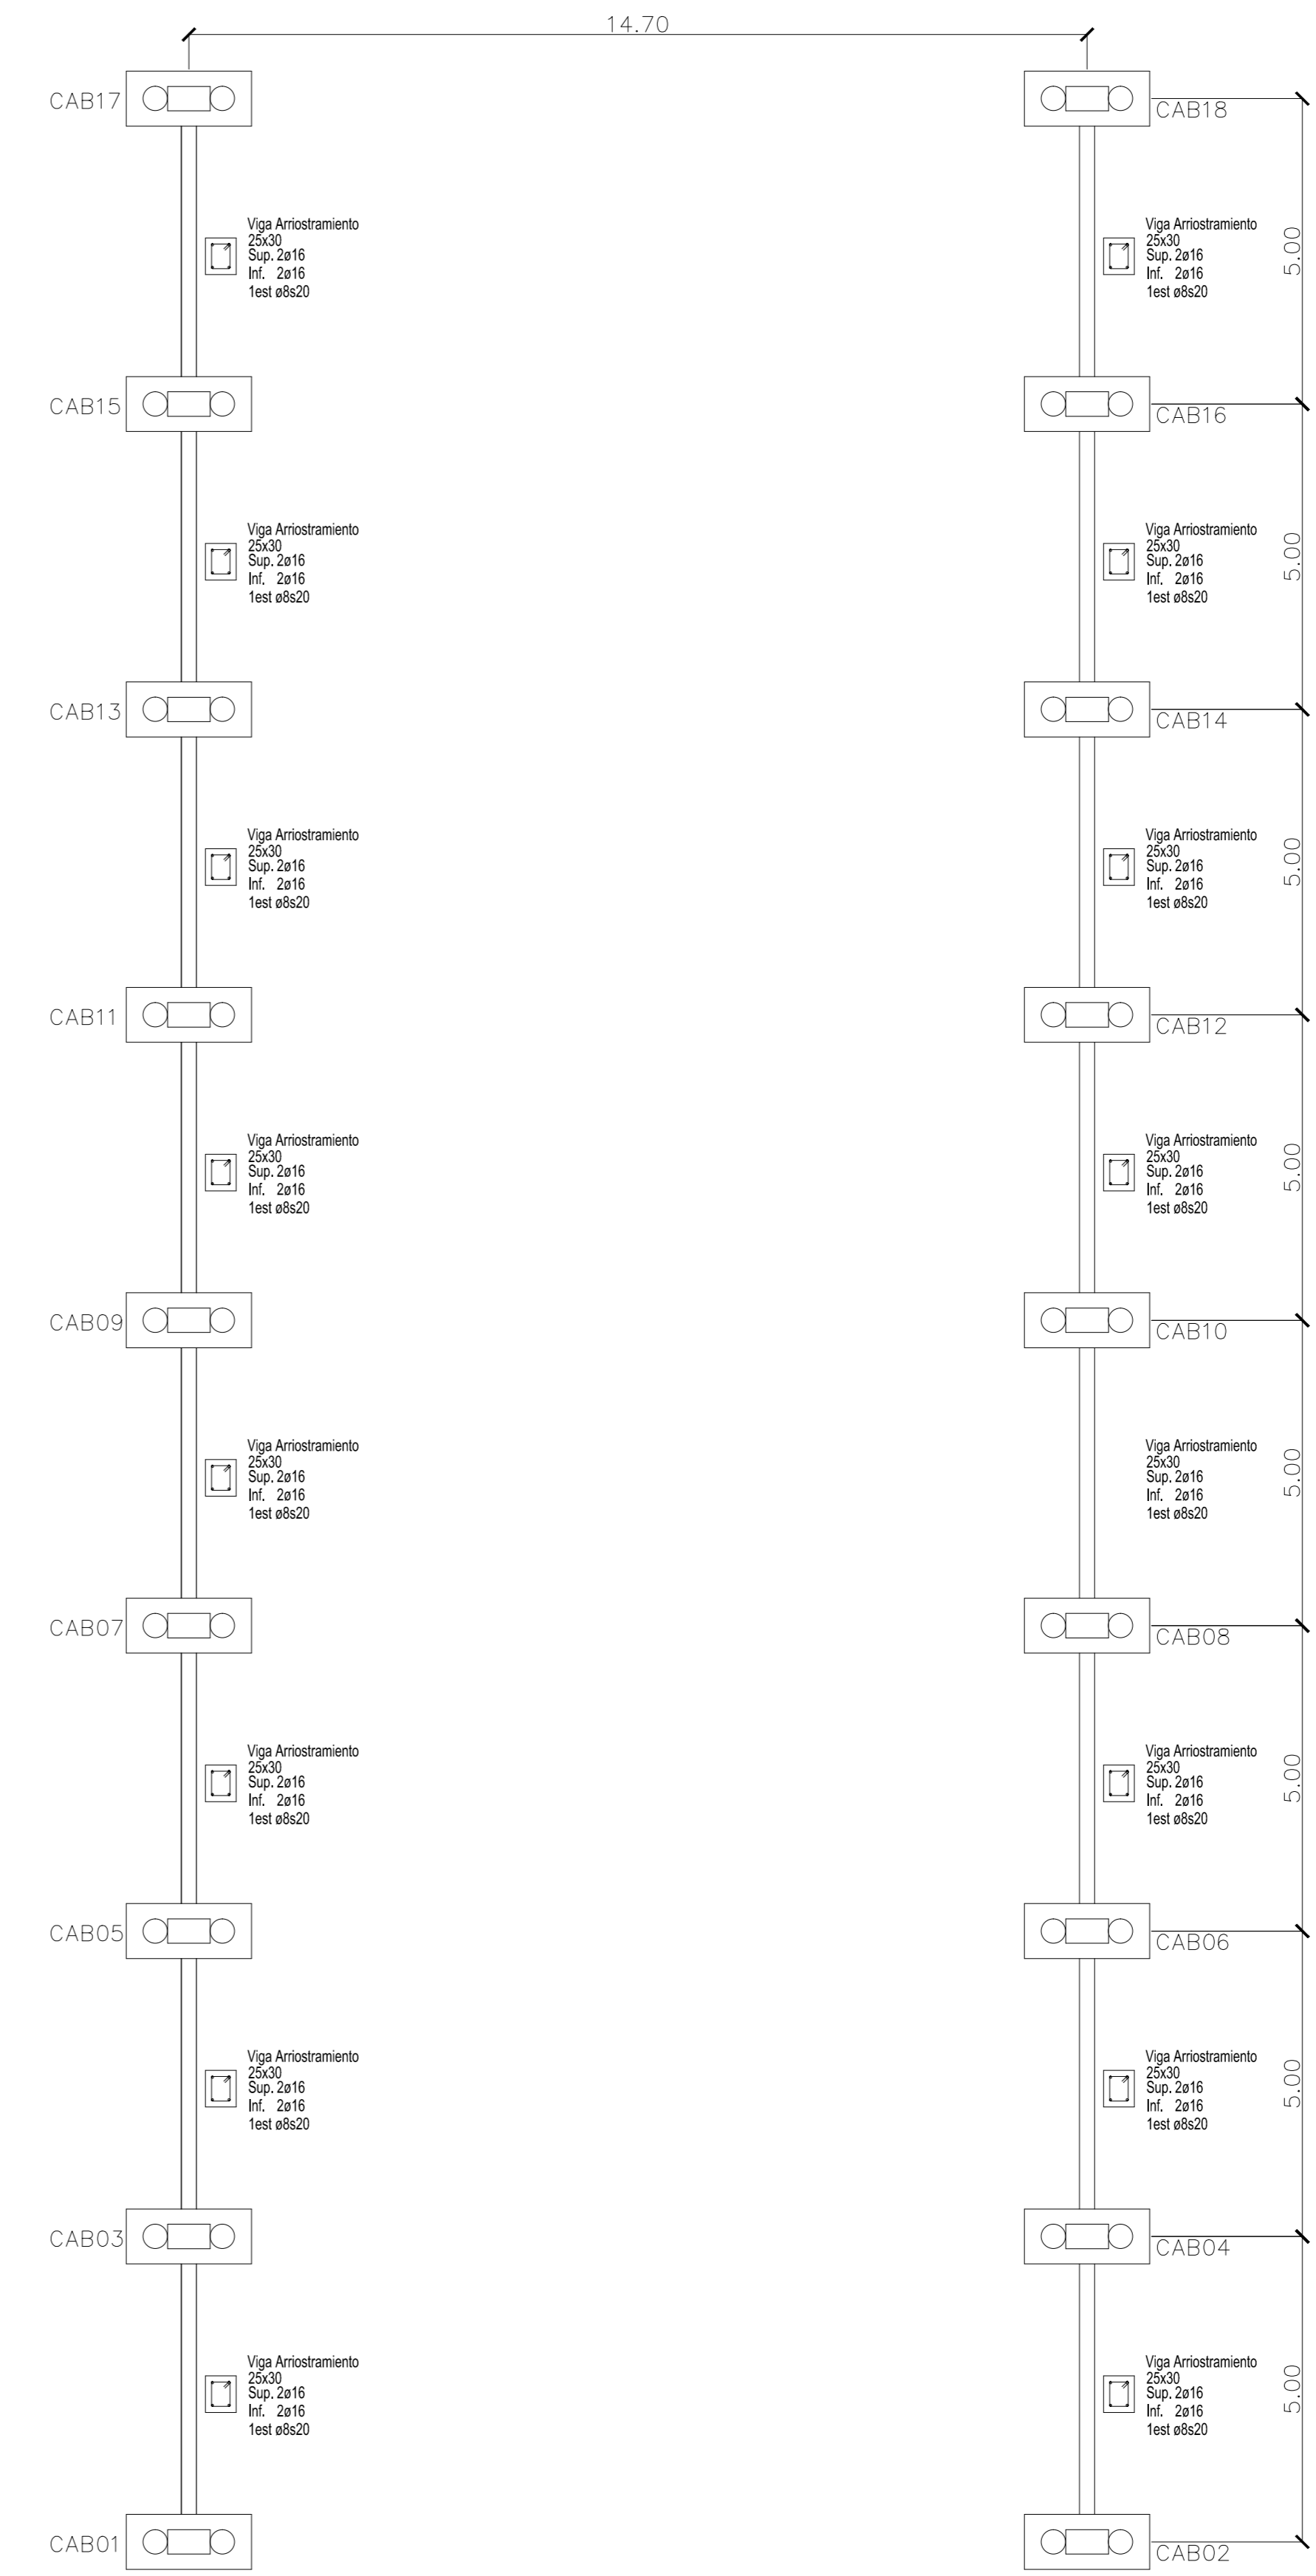 14.70
CAB17
CAB18
Viga Arriostramiento
25x30
Sup. 2ø16
Inf. 2ø16
1est ø8s20
Viga Arriostramiento
25x30
Sup. 2ø16
Inf. 2ø16
1est ø8s20
5.00
CAB15
CAB16
Viga Arriostramiento
25x30
Sup. 2ø16
Inf. 2ø16
1est ø8s20
Viga Arriostramiento
25x30
Sup. 2ø16
Inf. 2ø16
1est ø8s20
5.00
CAB13
CAB14
Viga Arriostramiento
25x30
Sup. 2ø16
Inf. 2ø16
1est ø8s20
Viga Arriostramiento
25x30
Sup. 2ø16
Inf. 2ø16
1est ø8s20
5.00
CAB11
CAB12
Viga Arriostramiento
25x30
Sup. 2ø16
Inf. 2ø16
1est ø8s20
Viga Arriostramiento
25x30
Sup. 2ø16
Inf. 2ø16
1est ø8s20
5.00
CAB09
CAB10
Viga Arriostramiento
25x30
Sup. 2ø16
Inf. 2ø16
1est ø8s20
Viga Arriostramiento
25x30
Sup. 2ø16
Inf. 2ø16
1est ø8s20
5.00
CAB07
CAB08
Viga Arriostramiento
25x30
Sup. 2ø16
Inf. 2ø16
1est ø8s20
Viga Arriostramiento
25x30
Sup. 2ø16
Inf. 2ø16
1est ø8s20
5.00
CAB05
CAB06
Viga Arriostramiento
25x30
Sup. 2ø16
Inf. 2ø16
1est ø8s20
Viga Arriostramiento
25x30
Sup. 2ø16
Inf. 2ø16
1est ø8s20
5.00
CAB03
CAB04
Viga Arriostramiento
25x30
Sup. 2ø16
Inf. 2ø16
1est ø8s20
Viga Arriostramiento
25x30
Sup. 2ø16
Inf. 2ø16
1est ø8s20
5.00
CAB01
CAB02